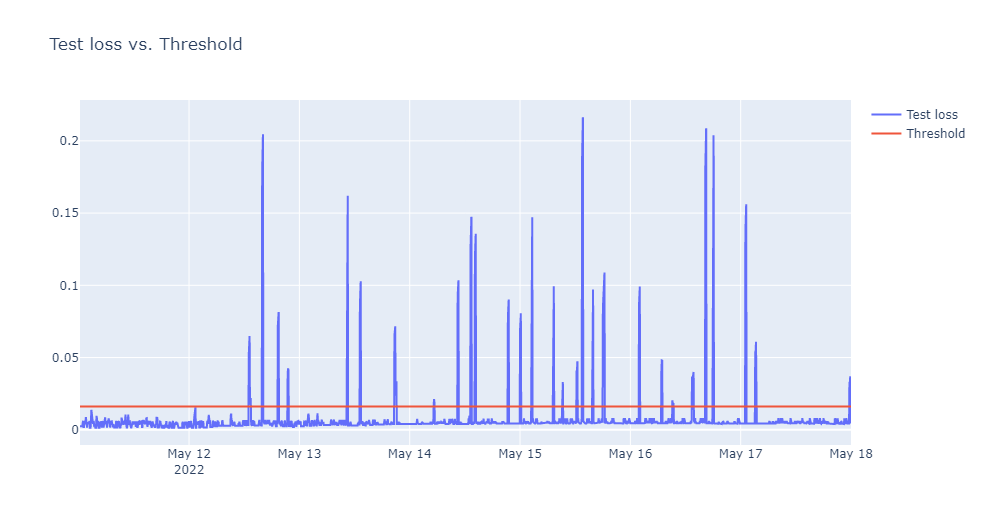 Test loss vs. Threshold
Test loss
Threshold
0.2
0.15
0.1
0.05
0
May 12
2022
May 13
May 14
May 15
May 16
May 17
May 18